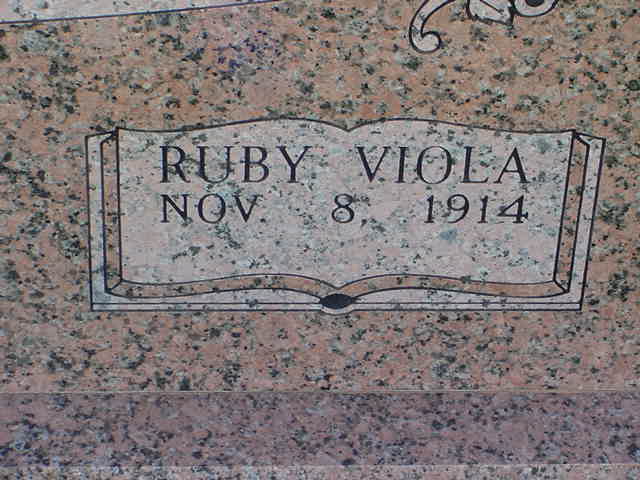 RUBY VIOLA
NOV. 8, 1914